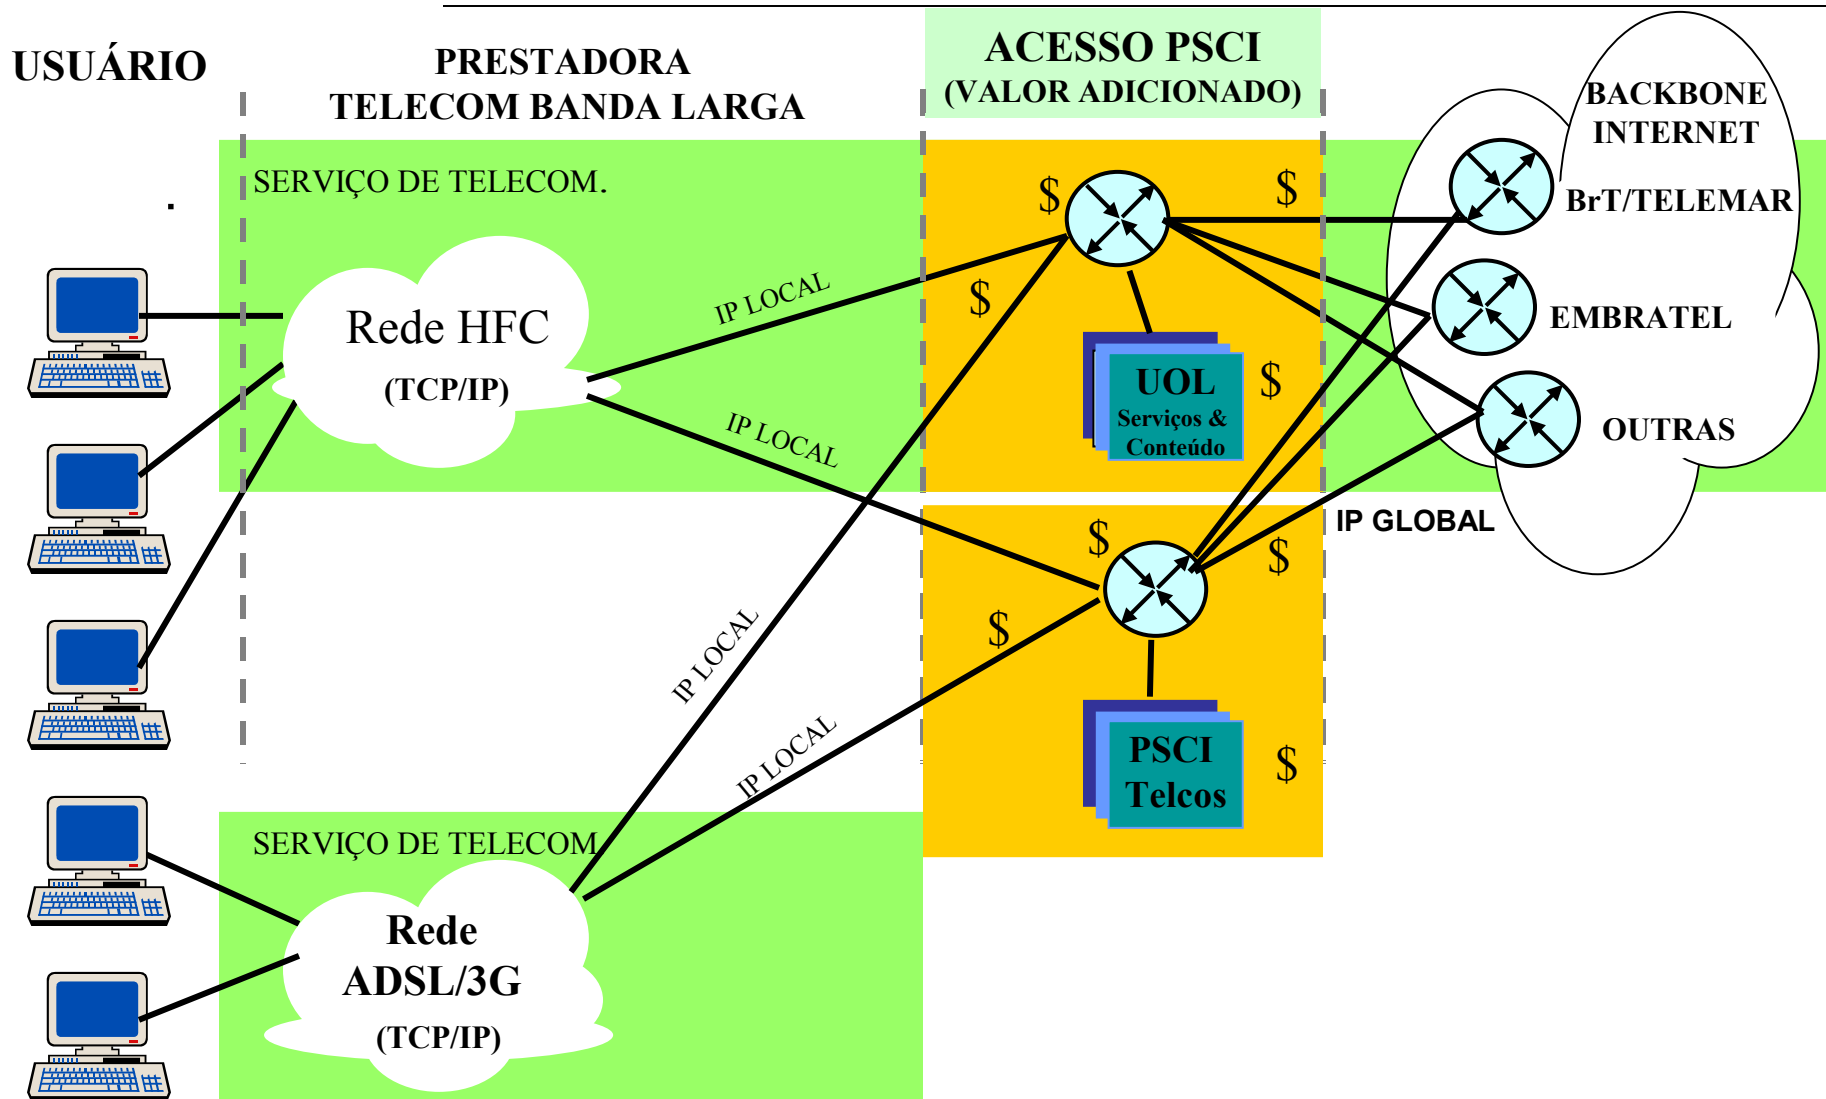 USUÁRIO
PRESTADORA
TELECOM BANDA LARGA
ACESSO PSCI
(VALOR ADICIONADO)
BACKBONE
INTERNET
SERVIÇO DE TELECOM.
.
$
$
BrT/TELEMAR
Rede HFC
(TCP/IP)
IP LOCAL
$
EMBRATEL
UOL
Serviços &
Conteúdo
$
IP LOCAL
OUTRAS
IP GLOBAL
$
$
$
IP LOCAL
IP LOCAL
PSCI
Telcos
$
SERVIÇO DE TELECOM.
Rede
ADSL/3G
(TCP/IP)